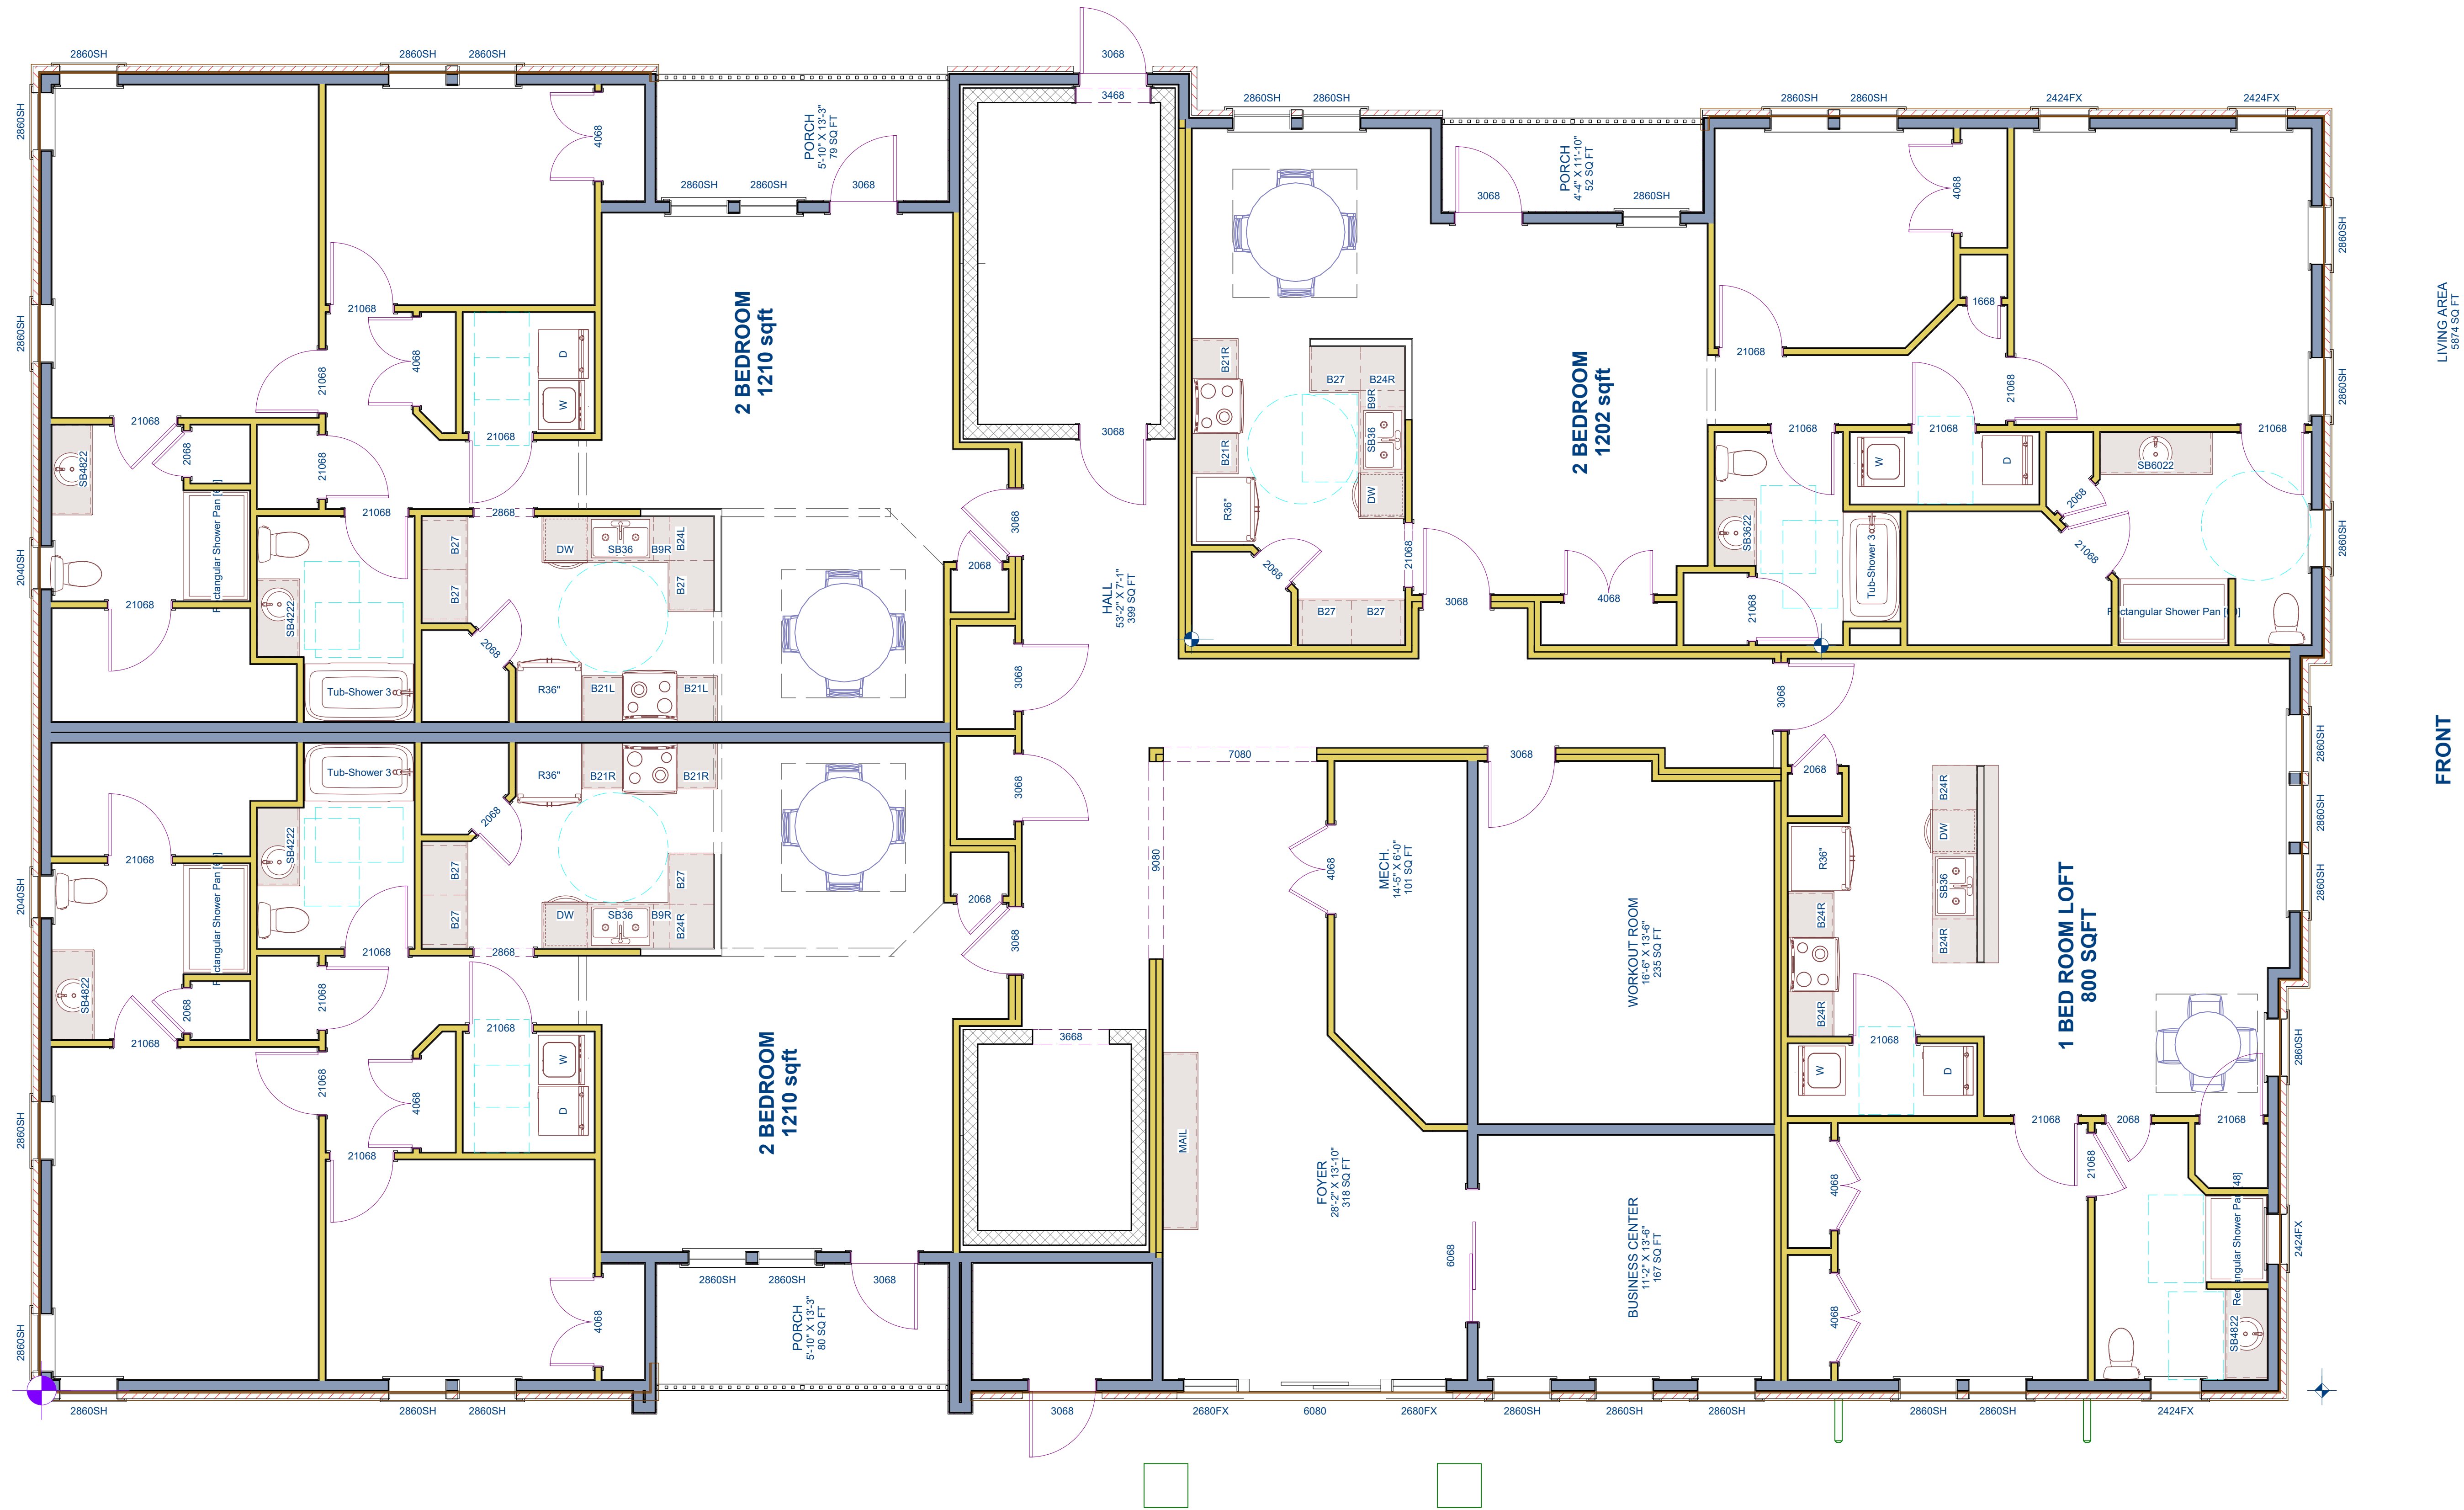 2860SH
2860SH
2860SH
3068
3468
2860SH
2860SH
2860SH
2860SH
2424FX
2424FX
2860SH
4068
PORCH
5'-10" X 13'-3"
79 SQ FT
2860SH
2860SH
3068
PORCH
4'-4" X 11'-10"
52 SQ FT
3068
2860SH
4068
2860SH
2860SH
21068
4068
21068
D
W
2 BEDROOM
1210 sqft
21068
1668
21068
21068
2860SH
LIVING AREA
5874 SQ FT
B21R
B21R
R36"
B27
B24R
B9R
SB36
DW
2 BEDROOM
1202 sqft
21068
2068
SB4822
21068
21068
3068
21068
21068
W
D
21068
SB6022
2068
21068
2860SH
2040SH
21068
2868
B27
B27
DW
SB36
B9R
B24L
B27
3068
2068
21068
2068
B27
B27
3068
4068
SB3622
21068
Tub-Shower 3
Rectangular Shower Pan
21068
SB4222
2068
HALL
53'-2" X 7'-1"
399 SQ FT
Tub-Shower 3
R36"
B21L
B21L
3068
3068
2860SH
2860SH
2860SH
FRONT
Tub-Shower 3
R36"
B21R
B21R
3068
7080
3068
2068
2068
B27
B27
SB4222
21068
2040SH
B27
DW
SB36
B9R
B24R
2868
21068
2068
3068
9080
4068
MECH.
14'-5" X 6'-0"
101 SQ FT
WORKOUT ROOM
16'-6" X 13'-6"
235 SQ FT
R36"
B24R
B24R
B24R
DW
SB36
B24R
1 BED ROOM LOFT
800 SQFT
SB4822
2068
21068
21068
21068
21068
4068
W
D
2 BEDROOM
1210 sqft
3668
21068
W
D
2860SH
2860SH
21068
MAIL
FOYER
28'-2" X 13'-10"
318 SQ FT
21068
2068
21068
21068
4068
4068
2424FX
SB4822
6068
BUSINESS CENTER
11'-2" X 13'-6"
167 SQ FT
2860SH
2860SH
3068
PORCH
5'-10" X 13'-3"
80 SQ FT
4068
2860SH
2860SH
2860SH
2860SH
3068
2680FX
6080
2680FX
2860SH
2860SH
2860SH
2860SH
2860SH
2424FX